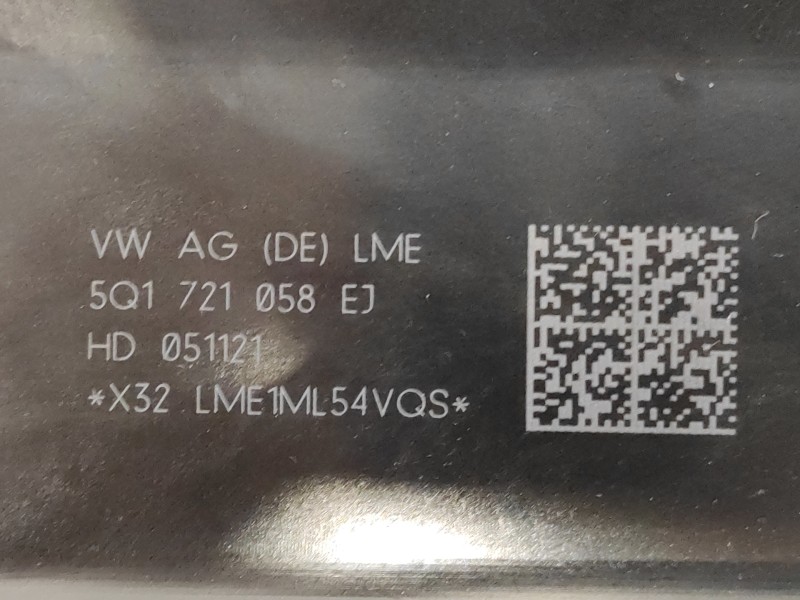 VW AG (DE) LME
5Q1 721 058 EJ
HD 051121
*X32 LME1ML54VQS*